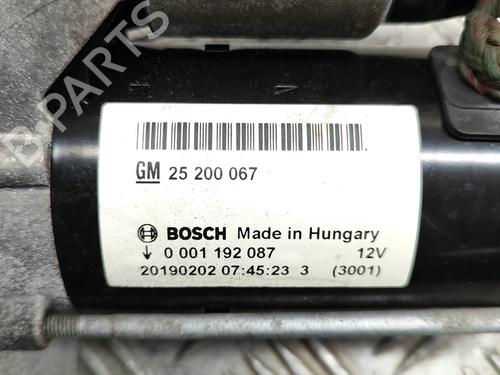 GM 25 200 067
BOSCH Made in Hungary
0 001 192 087 12V
20190202 07:45:23 3 (3001)
B-PARTS